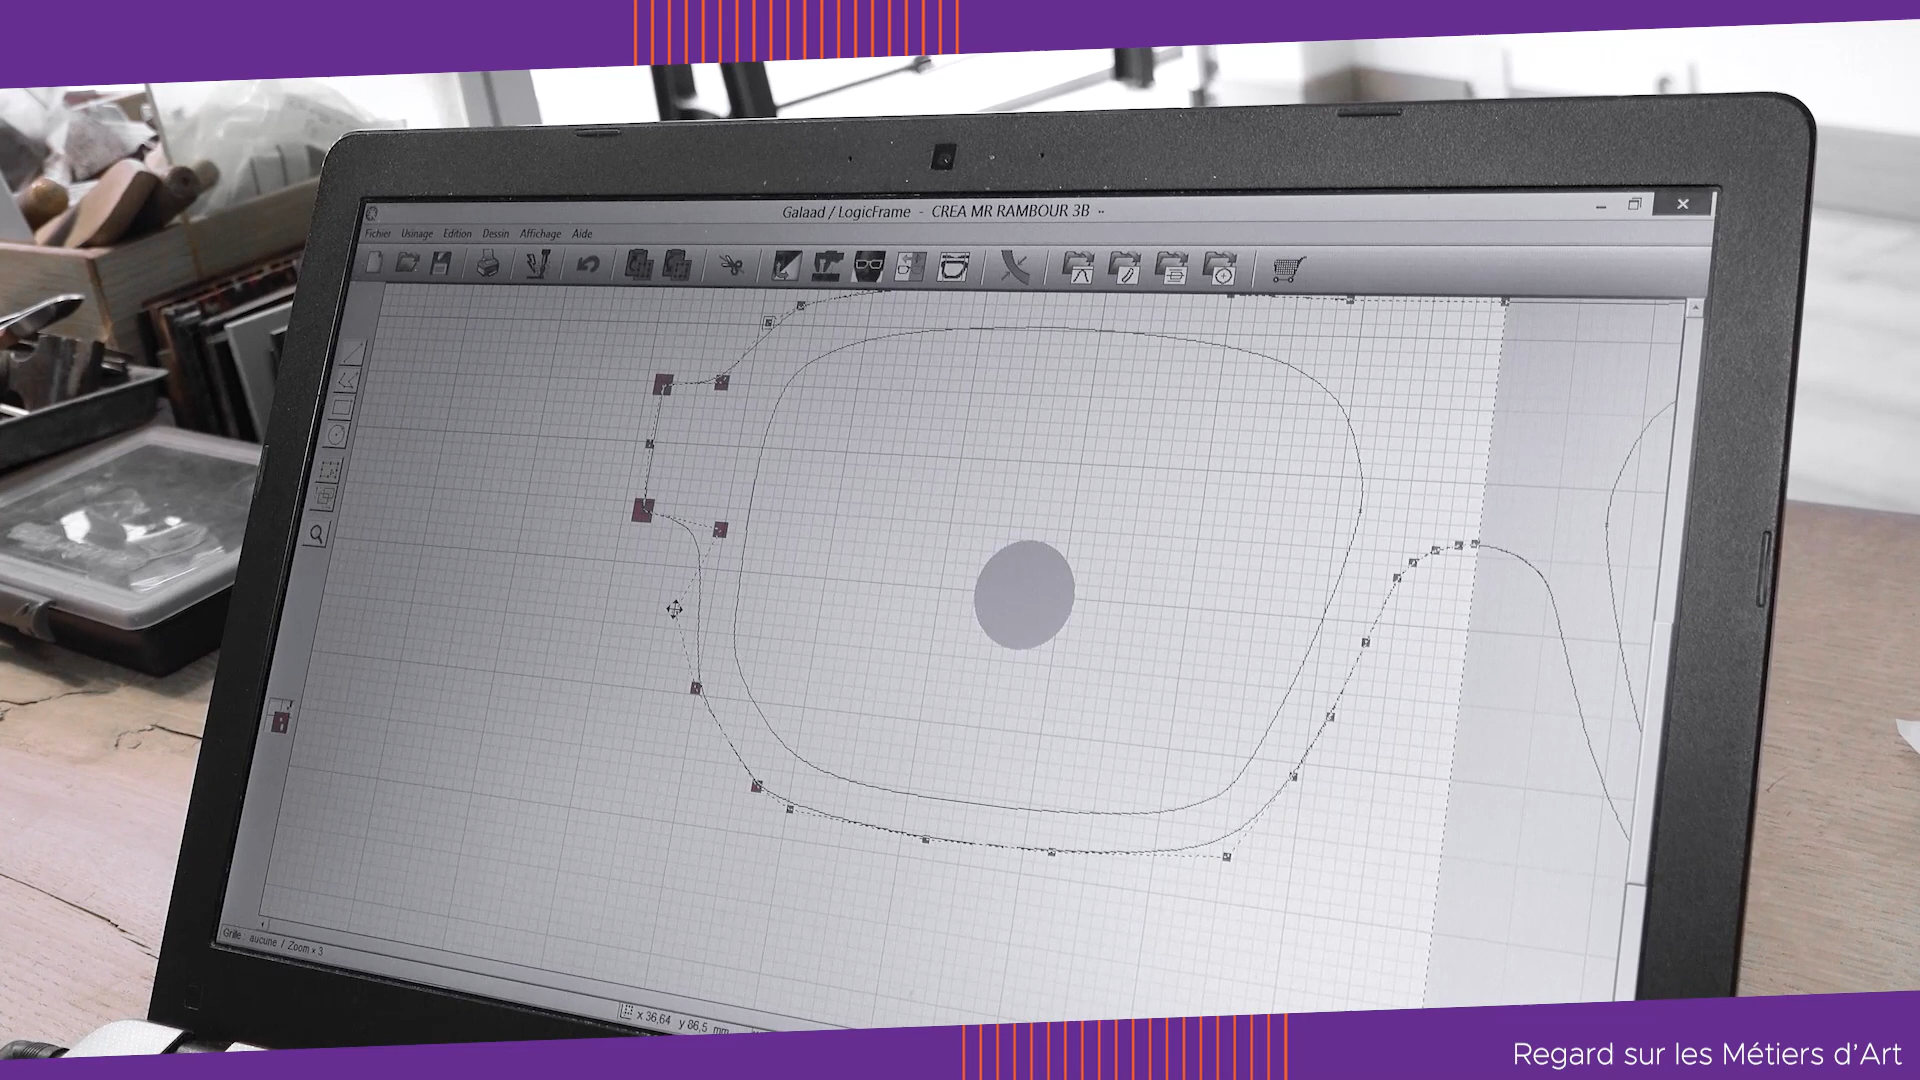 Galaad / LogicFrame - CREA MR RAMBOUR 3B
Fichier Usinage Edition Dessin Affichage Aide
Grille : aucune / Zoom × 3
x 36,64 y 86,5 mm
Regard sur les Métiers d'Art